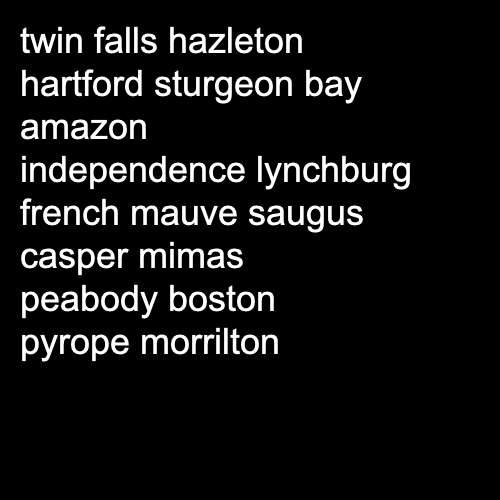 twin falls hazleton
hartford sturgeon bay
amazon
independence lynchburg
french mauve saugus
casper mimas
peabody boston
pyrope morrilton